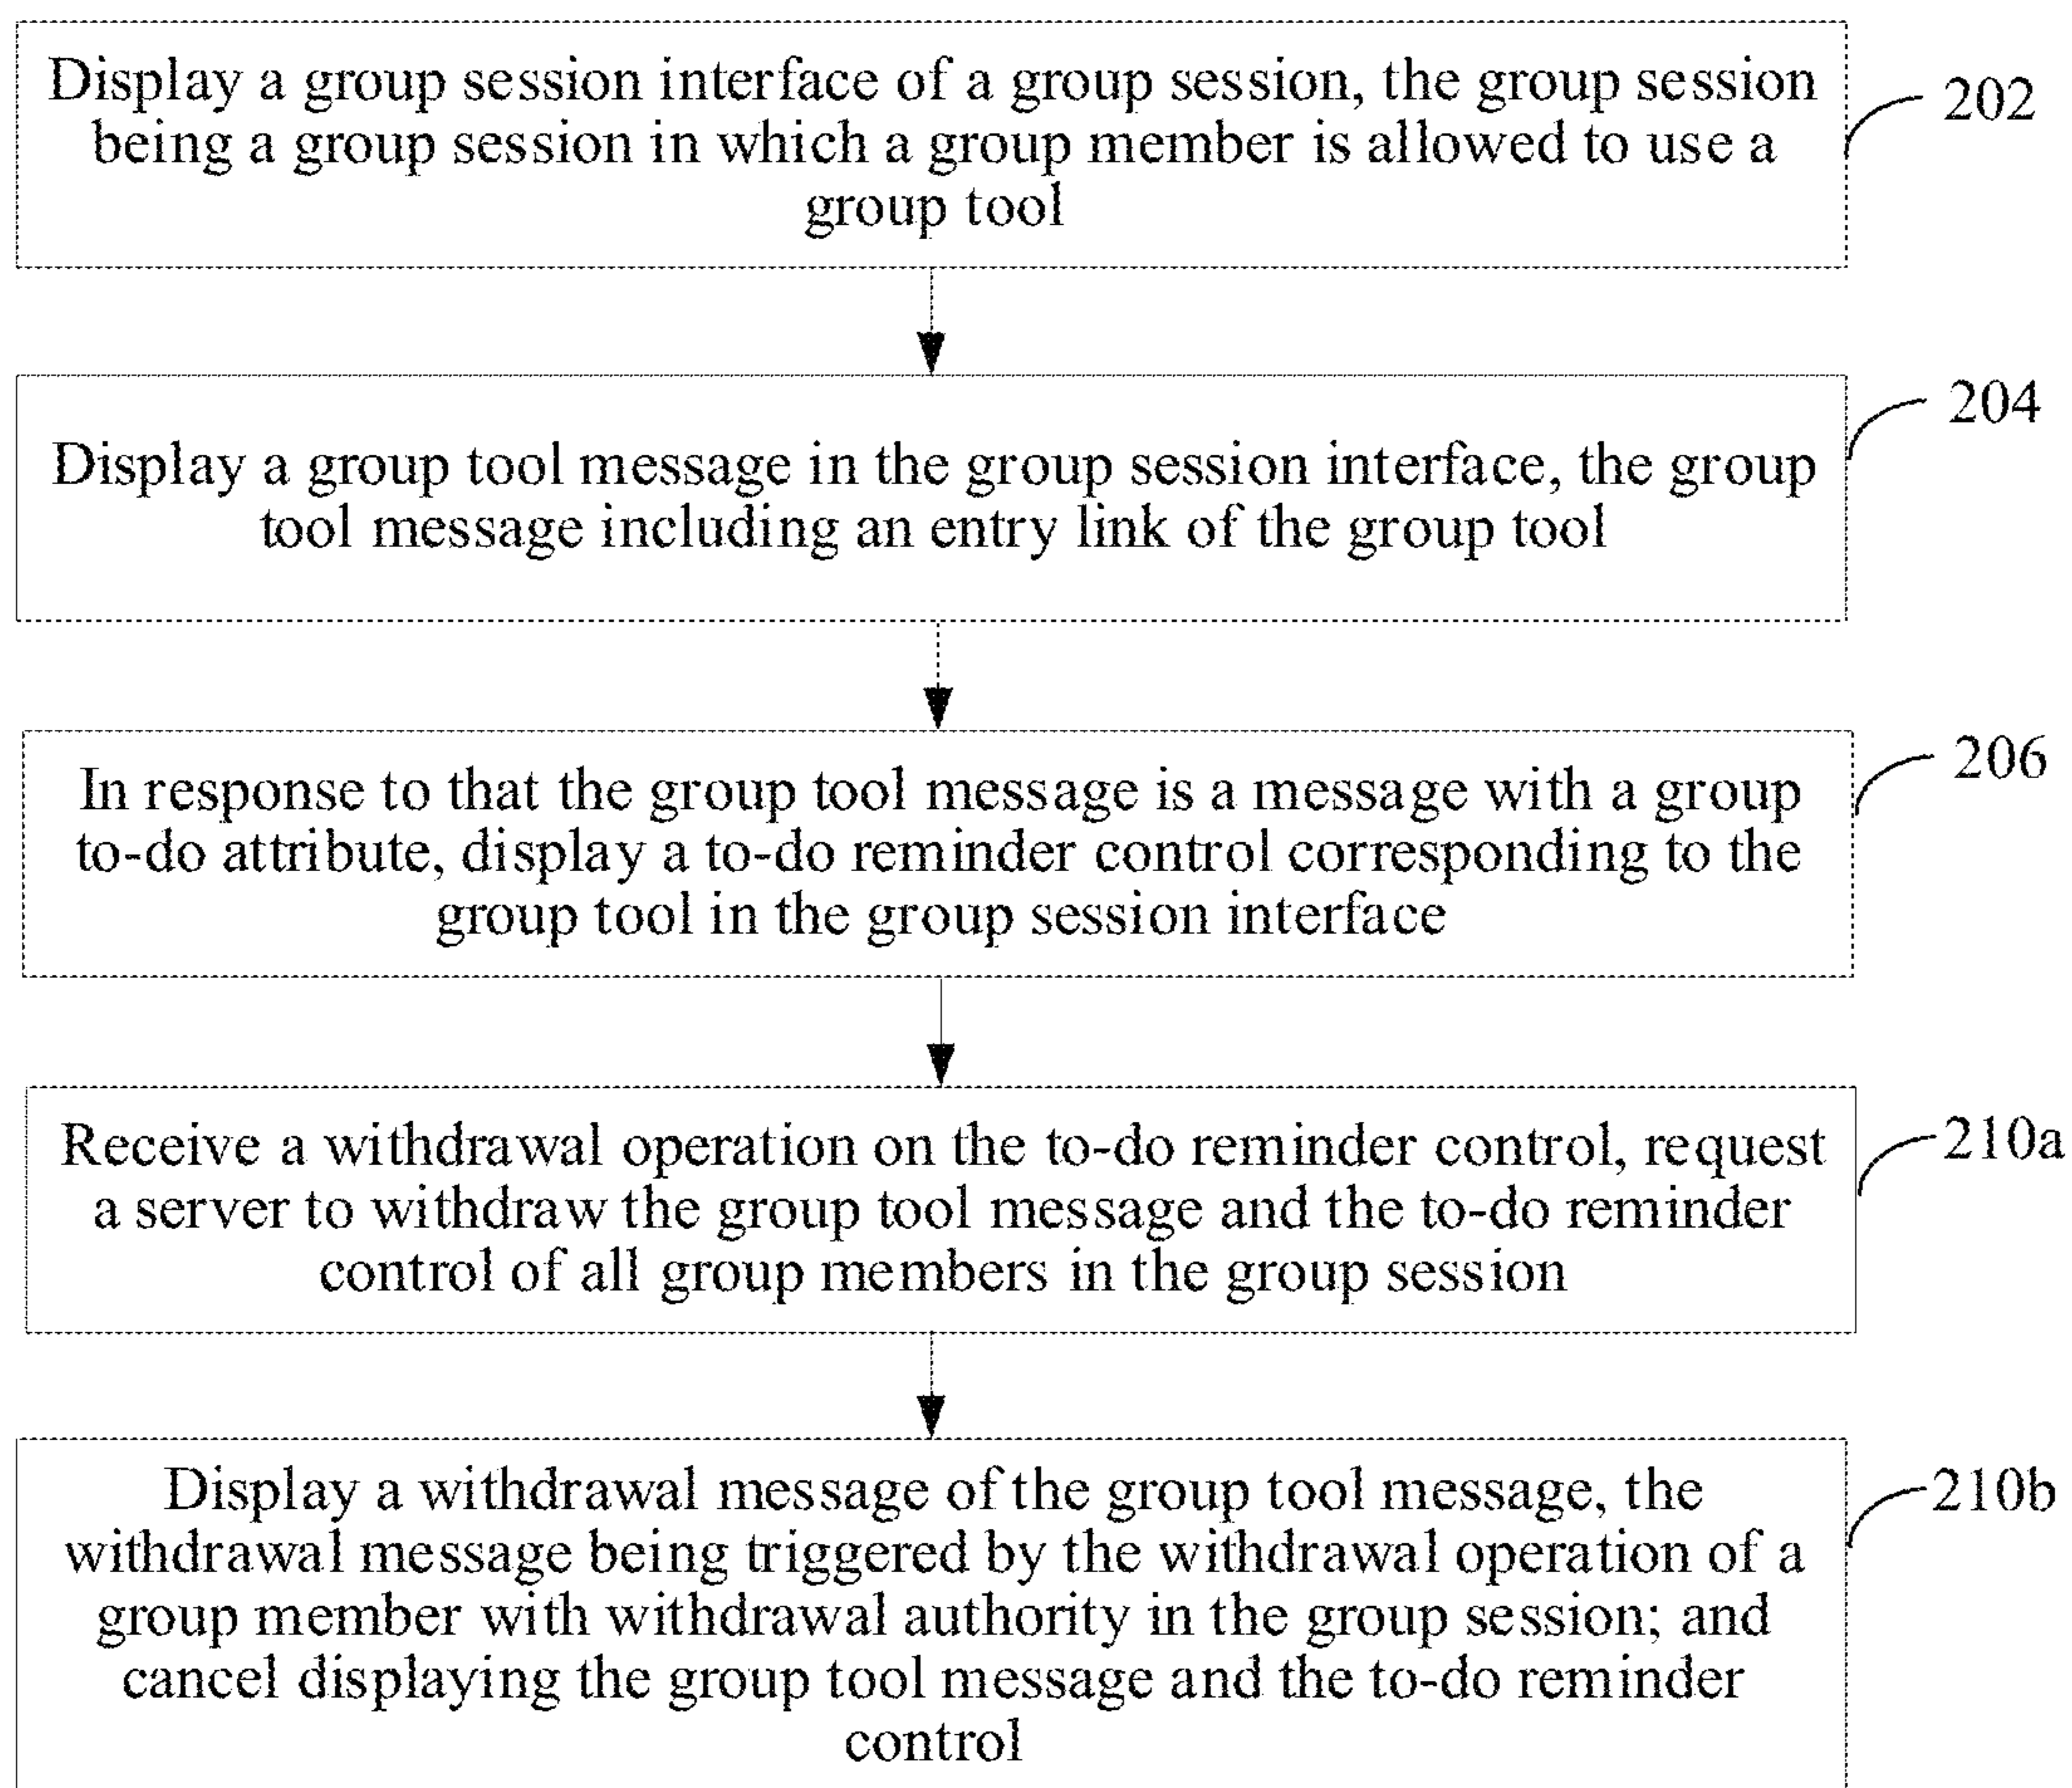 Display a group session interface of a group session, the group session
being a group session in which a group member is allowed to use a
group tool
202
Display a group tool message in the group session interface, the group
tool message including an entry link of the group tool
204
In response to that the group tool message is a message with a group
to-do attribute, display a to-do reminder control corresponding to the
group tool in the group session interface
206
Receive a withdrawal operation on the to-do reminder control, request
a server to withdraw the group tool message and the to-do reminder
control of all group members in the group session
210a
Display a withdrawal message of the group tool message, the
withdrawal message being triggered by the withdrawal operation of a
group member with withdrawal authority in the group session; and
cancel displaying the group tool message and the to-do reminder
control
210b